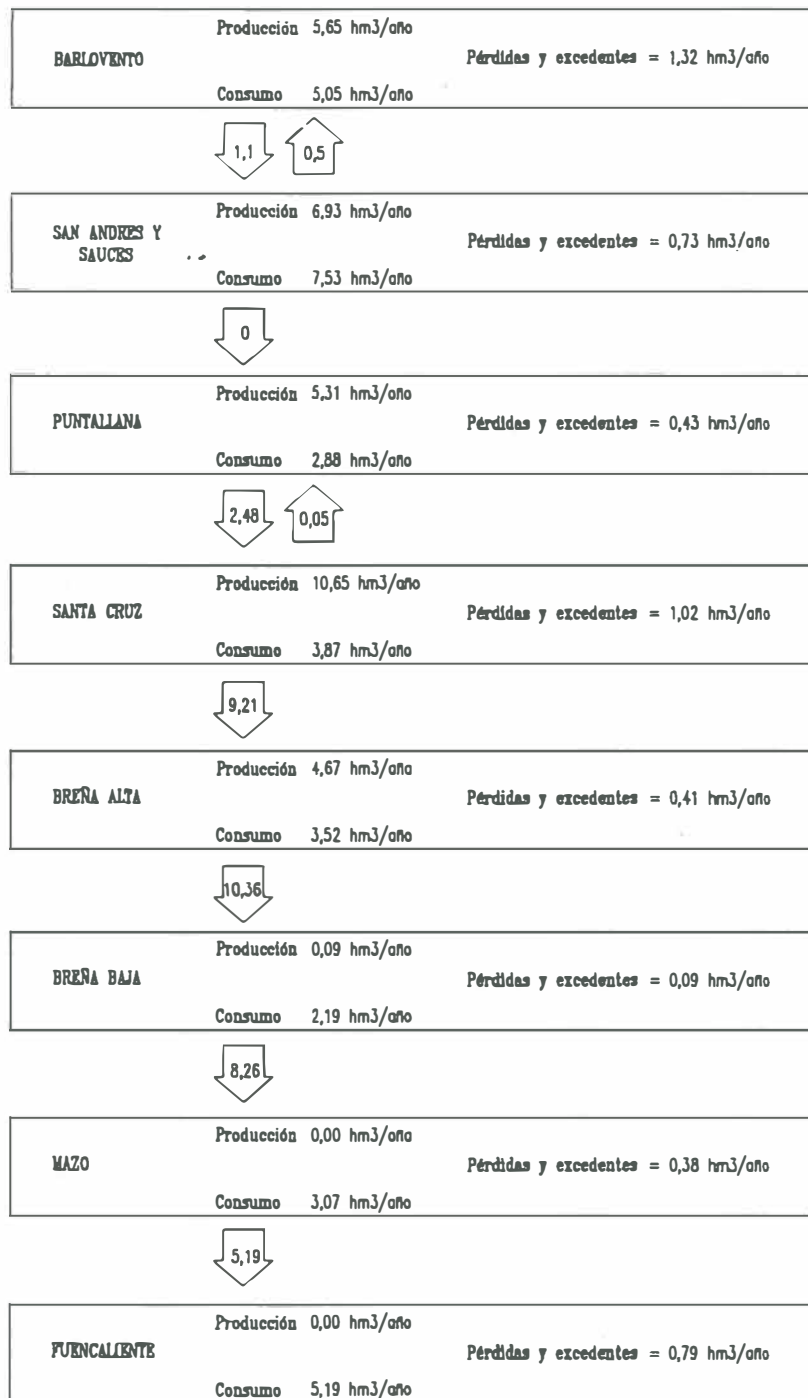 Producción 5,65 hm3/año
BARLOVENTO
Pérdidas y excedentes = 1,32 hm3/año
Consumo 5,05 hm3/año
1,1
0,5
Producción 6,93 hm3/año
SAN ANDRES Y
SAUCES
Pérdidas y excedentes = 0,73 hm3/año
Consumo 7,53 hm3/año
0
Producción 5,31 hm3/año
PUNTALLANA
Pérdidas y excedentes = 0,43 hm3/año
Consumo 2,88 hm3/año
2,48
0,05
Producción 10,65 hm3/año
SANTA CRUZ
Pérdidas y excedentes = 1,02 hm3/año
Consumo 3,87 hm3/año
9,21
Producción 4,67 hm3/año
BREÑA ALTA
Pérdidas y excedentes = 0,41 hm3/año
Consumo 3,52 hm3/año
10,36
Producción 0,09 hm3/año
BREÑA BAJA
Pérdidas y excedentes = 0,09 hm3/año
Consumo 2,19 hm3/año
8,26
Producción 0,00 hm3/año
MAZO
Pérdidas y excedentes = 0,38 hm3/año
Consumo 3,07 hm3/año
5,19
Producción 0,00 hm3/año
FUENCALIENTE
Pérdidas y excedentes = 0,79 hm3/año
Consumo 5,19 hm3/año